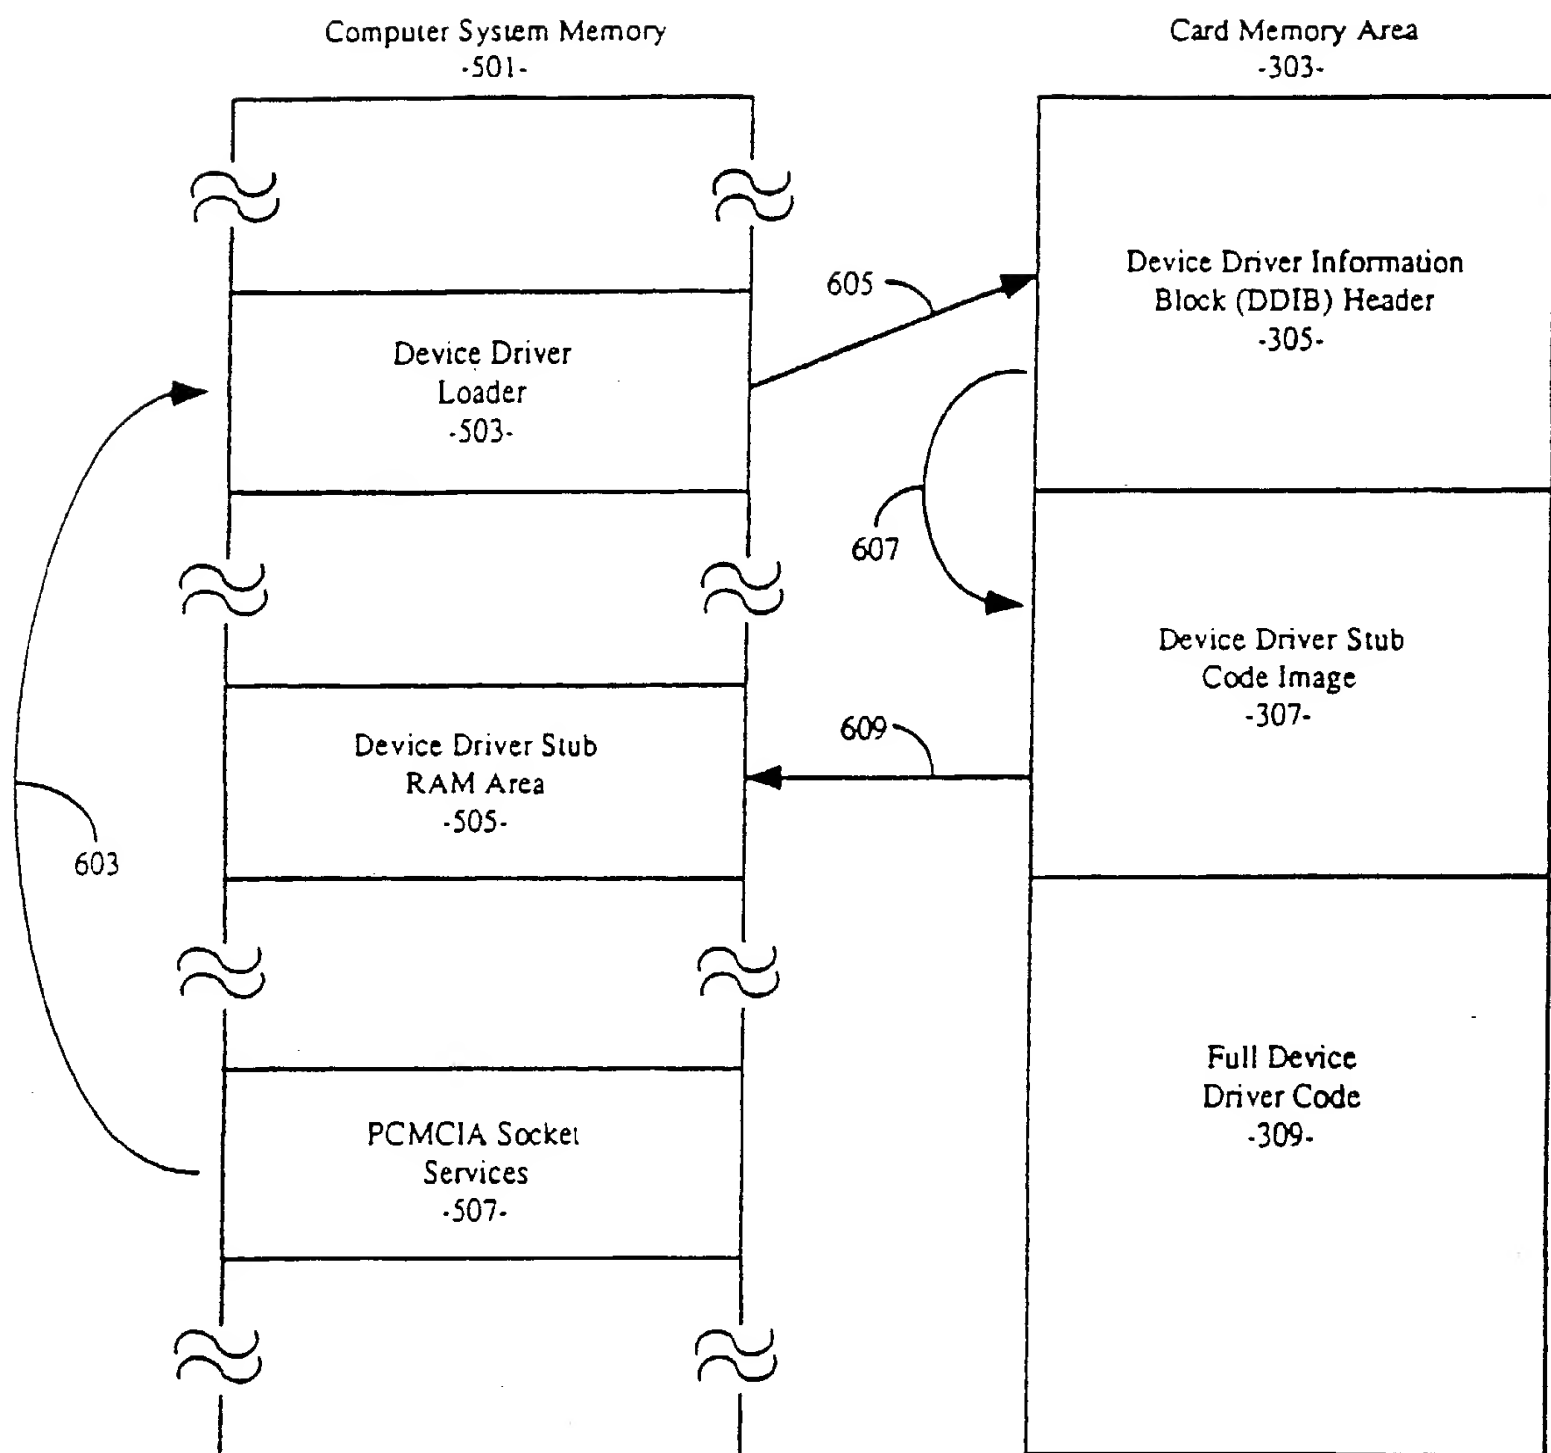 Computer System Memory
-501-
Card Memory Area
-303-
Device Driver Information
Block (DDIB) Header
-305-
605
Device Driver
Loader
-503-
607
Device Driver Stub
Code Image
-307-
609
Device Driver Stub
RAM Area
-505-
603
Full Device
Driver Code
-309-
PCMCIA Socket
Services
-507-